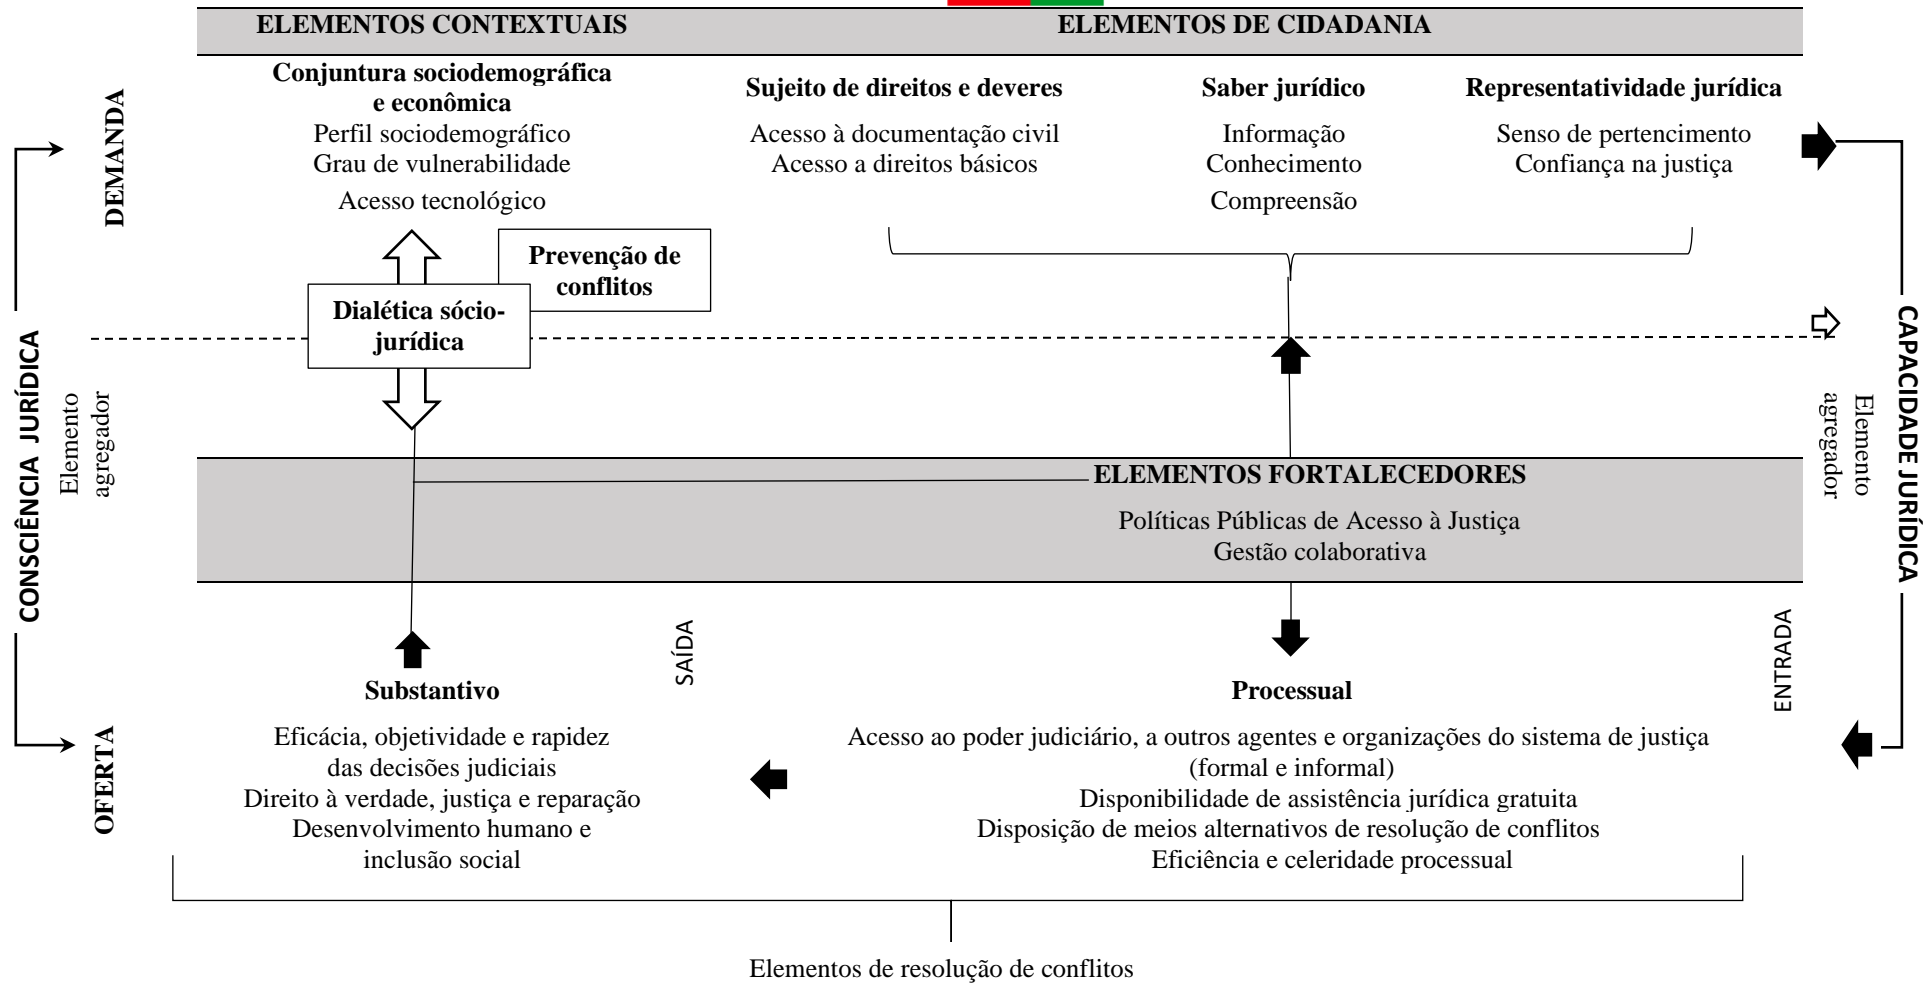 ELEMENTOS CONTEXTUAIS
ELEMENTOS DE CIDADANIA
DEMANDA
Conjuntura sociodemográfica
e econômica
Perfil sociodemográfico
Grau de vulnerabilidade
Acesso tecnológico
Sujeito de direitos e deveres
Acesso à documentação civil
Acesso a direitos básicos
Saber jurídico
Informação
Conhecimento
Compreensão
Representatividade jurídica
Senso de pertencimento
Confiança na justiça
Prevenção de
conflitos
Dialética sócio-
jurídica
CONSCIÊNCIA JURÍDICA
Elemento
agregador
CAPACIDADE JURÍDICA
Elemento
agregador
ELEMENTOS FORTALECEDORES
Políticas Públicas de Acesso à Justiça
Gestão colaborativa
SAÍDA
ENTRADA
OFERTA
Substantivo
Eficácia, objetividade e rapidez
das decisões judiciais
Direito à verdade, justiça e reparação
Desenvolvimento humano e
inclusão social
Processual
Acesso ao poder judiciário, a outros agentes e organizações do sistema de justiça
(formal e informal)
Disponibilidade de assistência jurídica gratuita
Disposição de meios alternativos de resolução de conflitos
Eficiência e celeridade processual
Elementos de resolução de conflitos